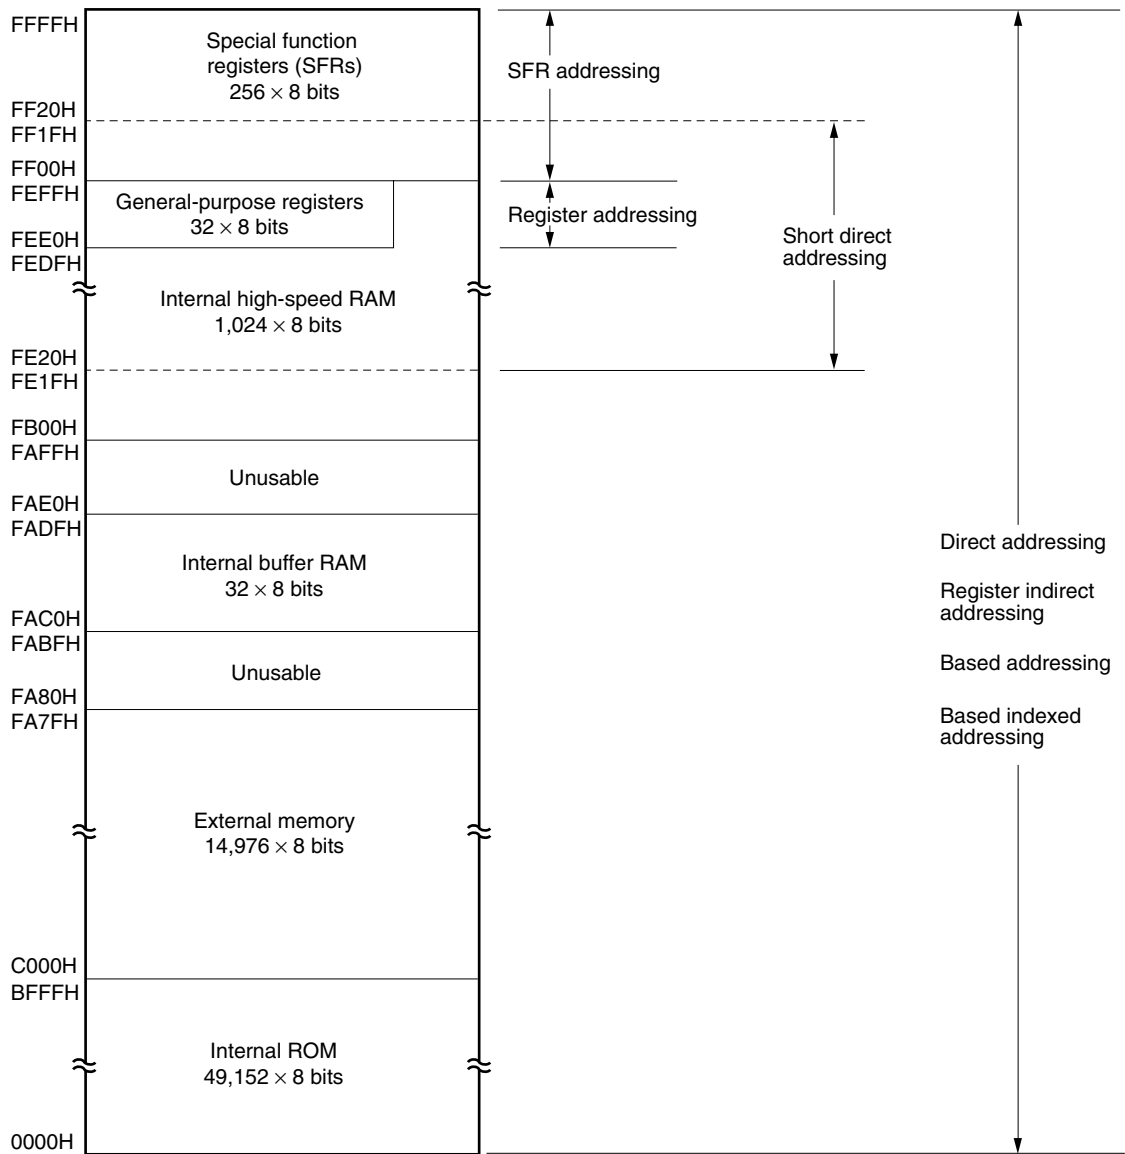 FFFFH
Special function
registers (SFRs)
256 × 8 bits
SFR addressing
FF20H
FF1FH
FF00H
FEFFH
General-purpose registers
32 × 8 bits
Register addressing
Short direct
addressing
FEE0H
FEDFH
Internal high-speed RAM
1,024 × 8 bits
FE20H
FE1FH
FB00H
FAFFH
Unusable
FAE0H
FADFH
Internal buffer RAM
32 × 8 bits
Direct addressing
Register indirect
addressing
Based addressing
Based indexed
addressing
FAC0H
FABFH
Unusable
FA80H
FA7FH
External memory
14,976 × 8 bits
C000H
BFFFH
Internal ROM
49,152 × 8 bits
0000H